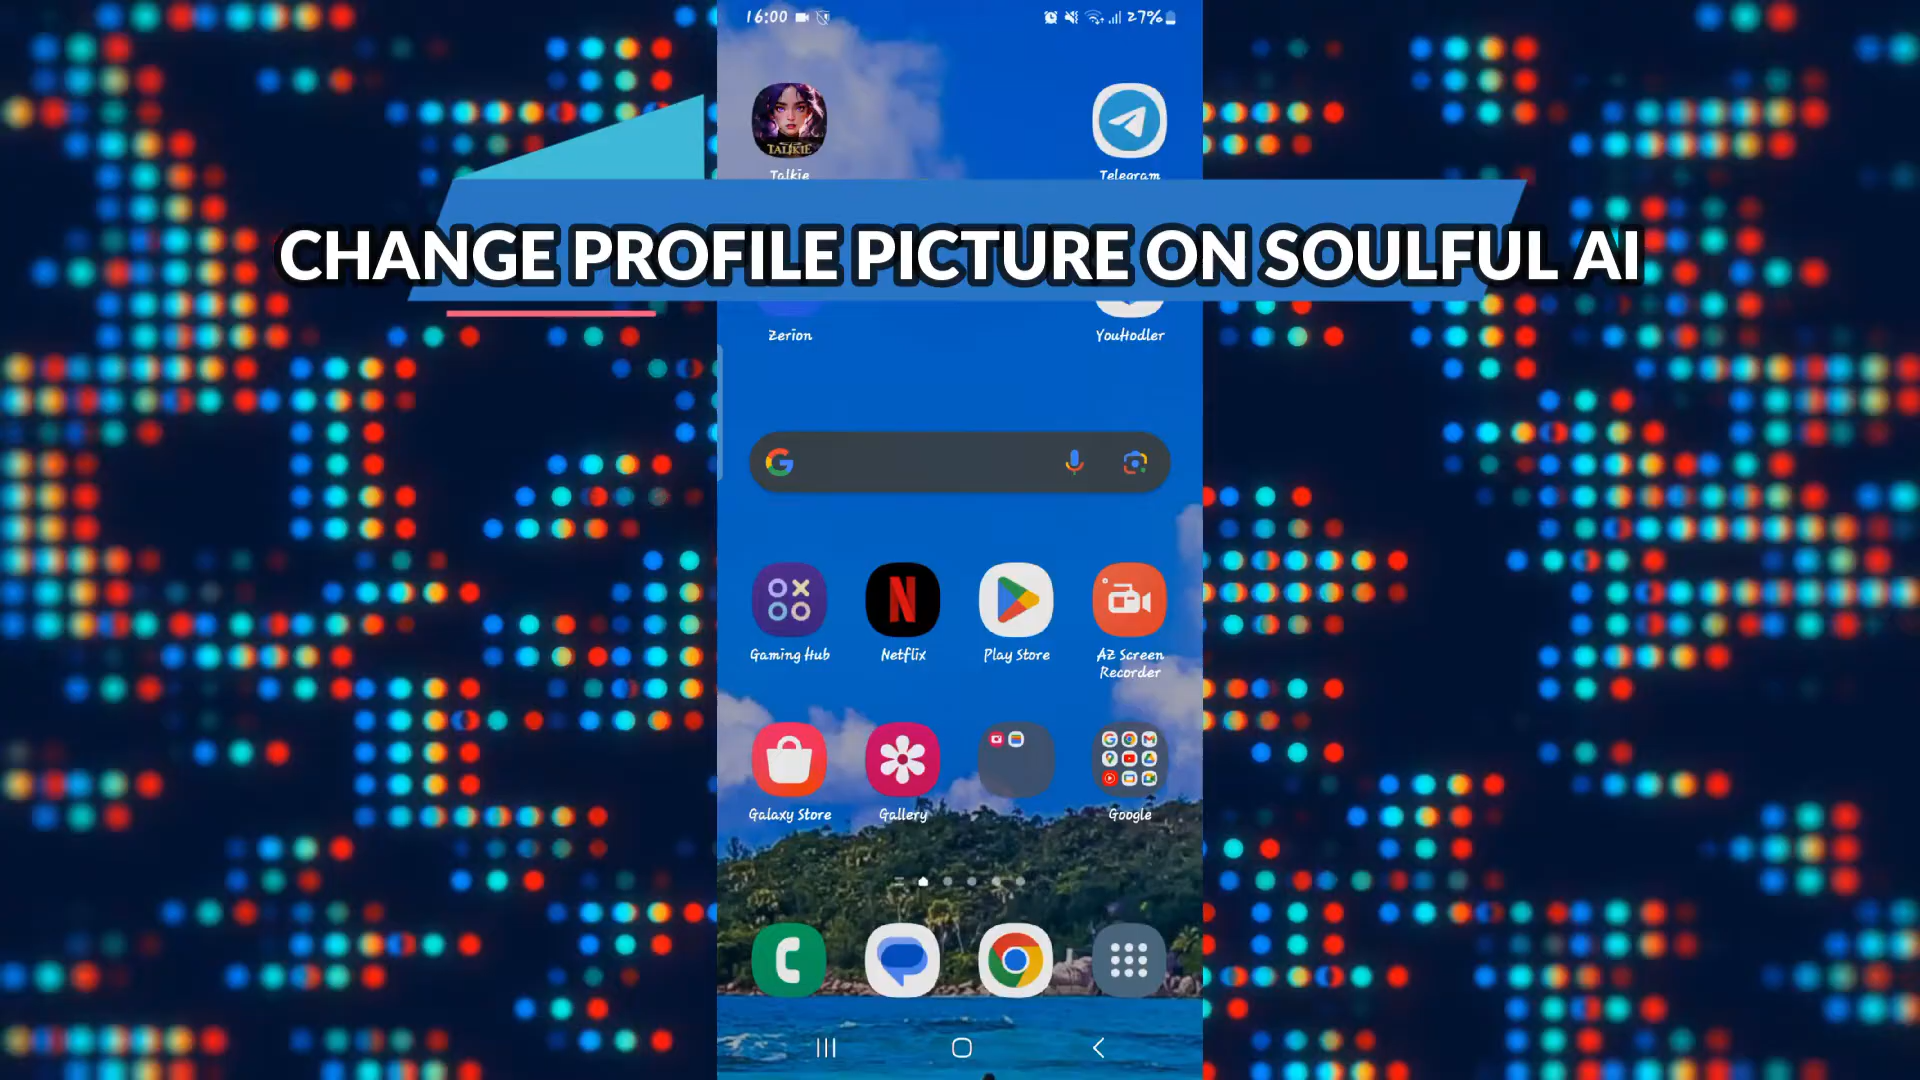 16:00
27%
TALKIE
Talkie
Telegram
CHANGE PROFILE PICTURE ON SOULFUL AI
Zerion
YouHodler
Gaming Hub
Netflix
Play Store
AZ Screen
Recorder
Galaxy Store
Gallery
Google